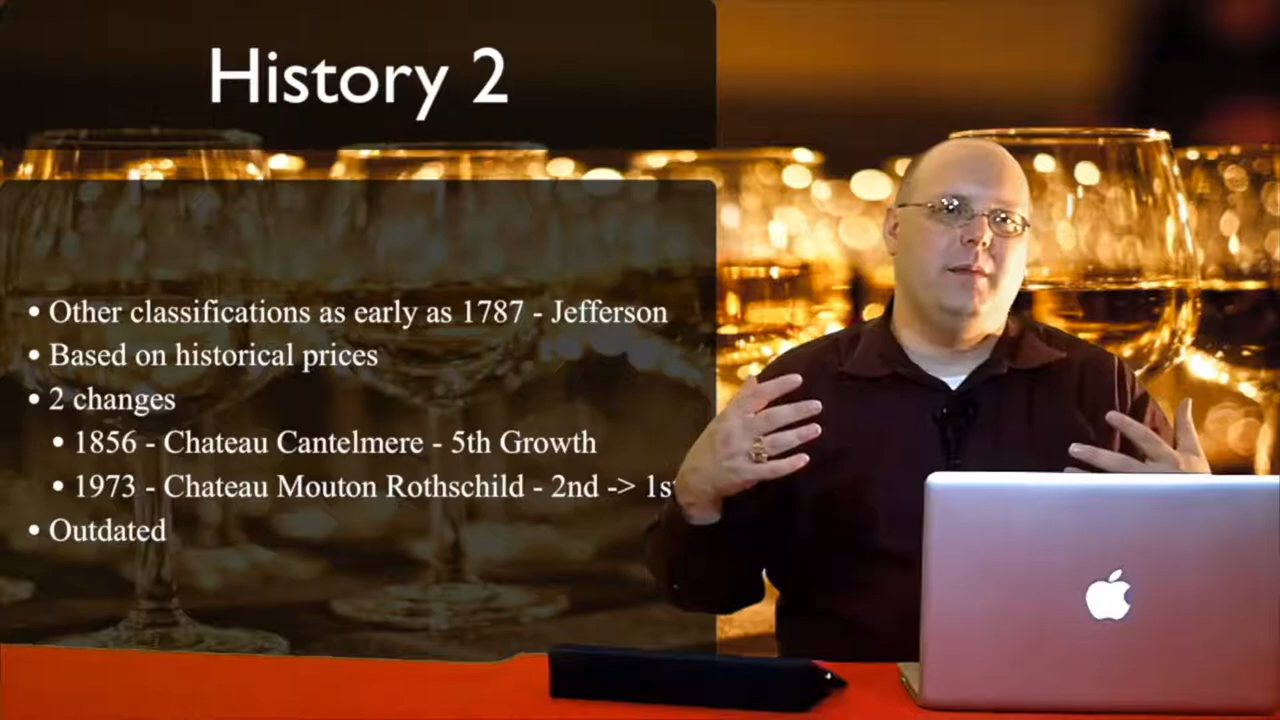 History 2
• Other classifications as early as 1787 - Jefferson
• Based on historical prices
• 2 changes
• 1856 - Chateau Cantelmere - 5th Growth
• 1973 - Chateau Mouton Rothschild - 2nd -> 1st
• Outdated